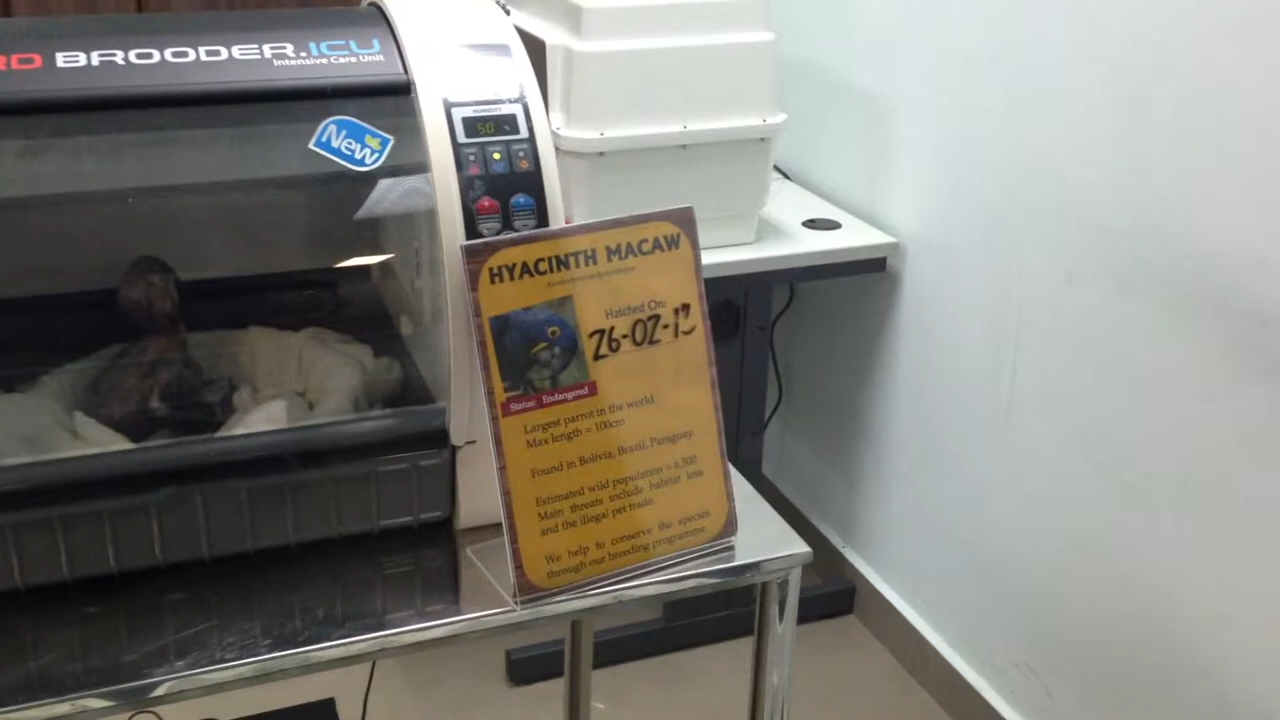 RD BROODER.ICU
Intensive Care Unit
New
HUMIDITY
50 %
HYACINTH MACAW
Hatched On:
26-02-13
Status: Endangered
Largest parrot in the world
Max length = 100cm
Found in Bolivia, Brazil, Paraguay.
Estimated wild population = 6,500
Main threats include habitat loss
and the illegal pet trade.
We help to conserve the species
through our breeding programme